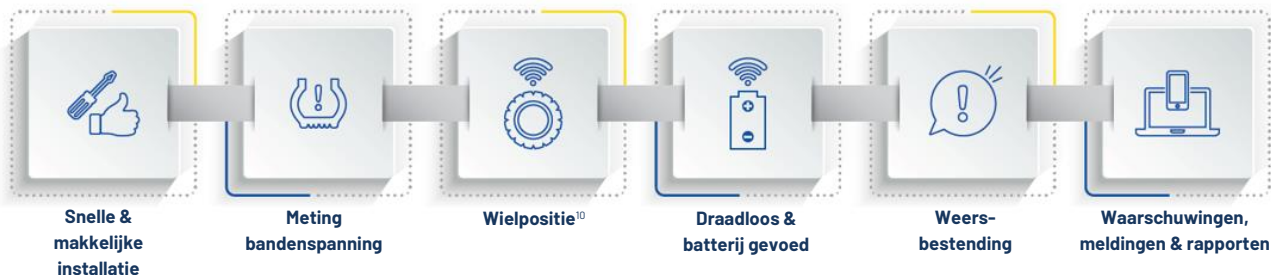 Snelle &
makkelijke
installatie
Meting
bandenspanning
Wielpositie¹⁰
Draadloos &
batterij gevoed
Weers-
bestending
Waarschuwingen,
meldingen & rapporten